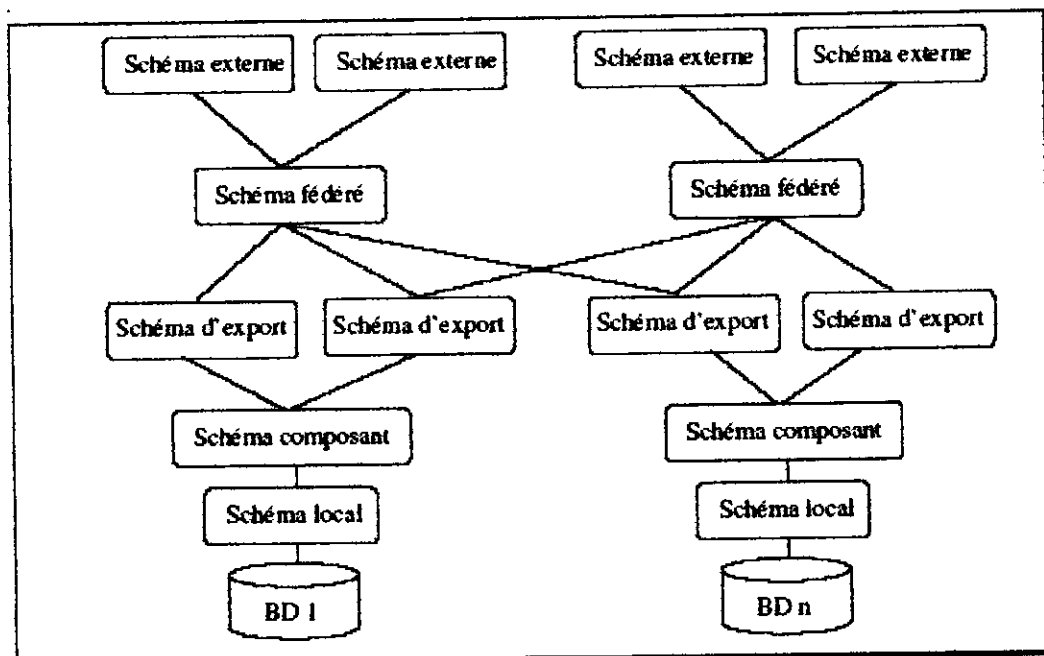 Schéma externe
Schéma externe
Schéma externe
Schéma externe
Schéma fédéré
Schéma fédéré
Schéma d'export
Schéma d'export
Schéma d'export
Schéma d'export
Schéma composant
Schéma composant
Schéma local
Schéma local
BD 1
BD n